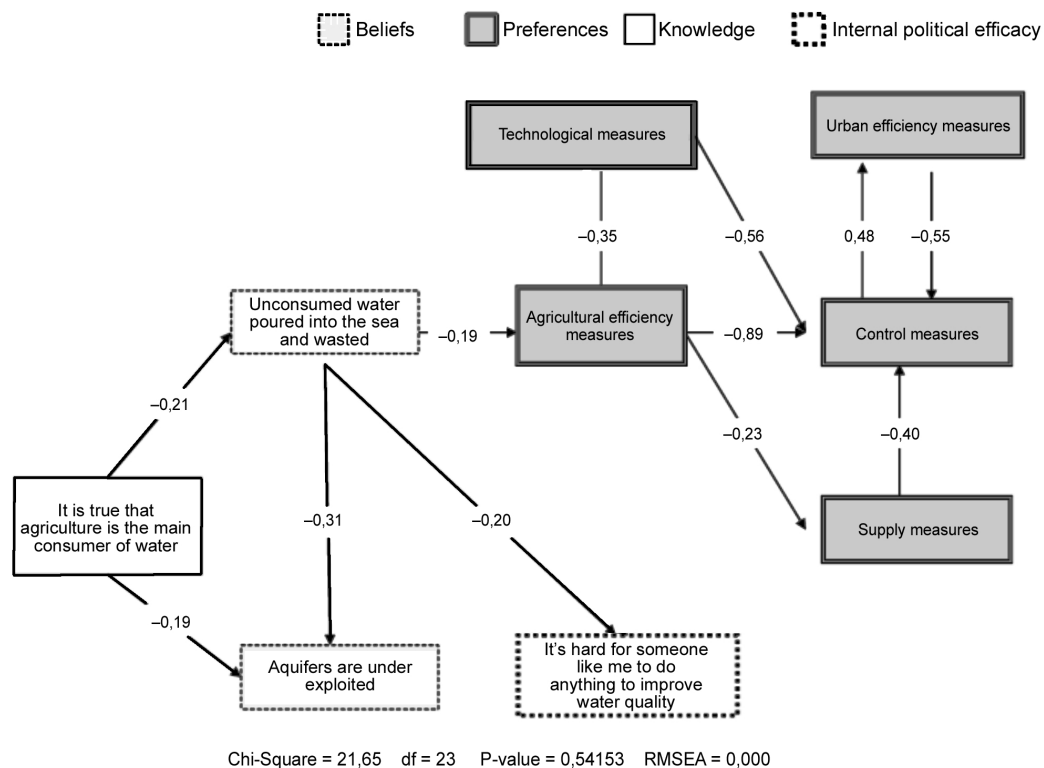 Beliefs
Preferences
Knowledge
Internal political efficacy
Technological measures
Urban efficiency measures
–0,35
–0,56
0,48
–0,55
Unconsumed water
poured into the sea
and wasted
–0,19
Agricultural efficiency
measures
–0,89
Control measures
–0,21
–0,23
–0,40
It is true that
agriculture is the main
consumer of water
–0,31
–0,20
Supply measures
–0,19
Aquifers are under
exploited
It's hard for someone
like me to do
anything to improve
water quality
Chi-Square = 21,65 df = 23 P-value = 0,54153 RMSEA = 0,000